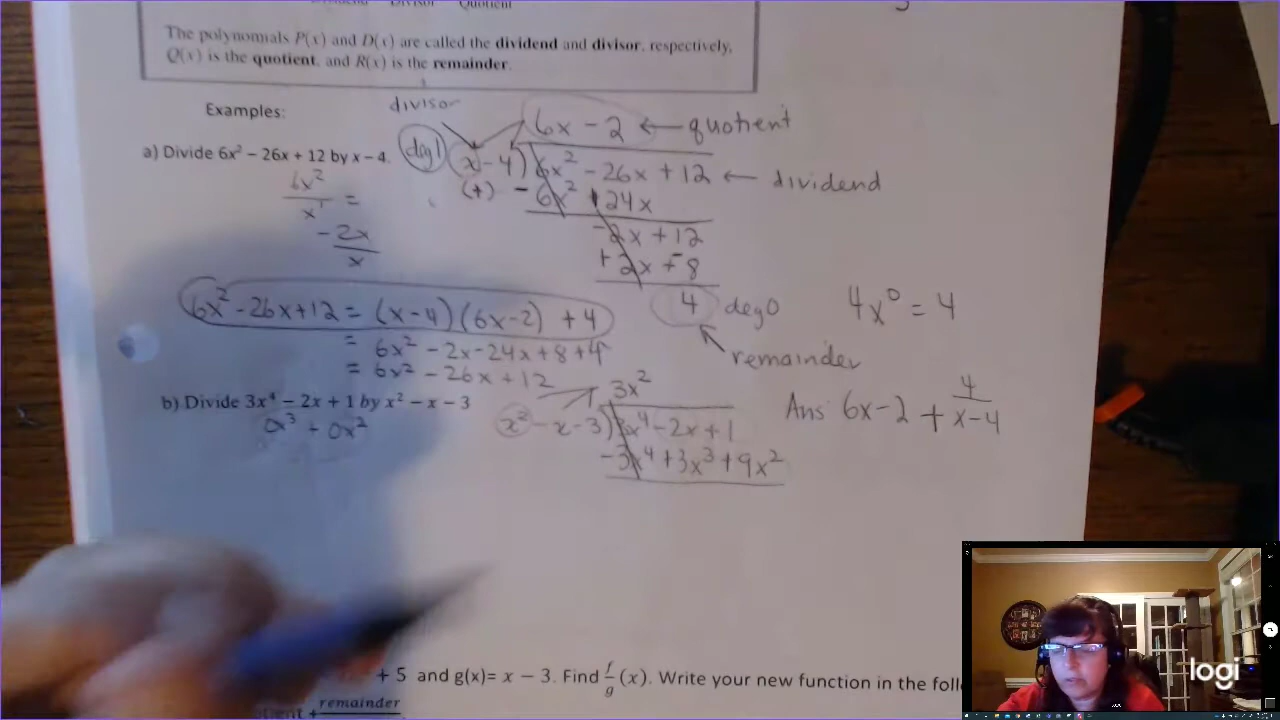 Quotient
The polynomials P(x) and D(x) are called the dividend and divisor, respectively,
Q(x) is the quotient, and R(x) is the remainder.
Examples:
divisor
6x - 2 ← quotient
a) Divide 6x² − 26x + 12 by x − 4.
deg 1
x - 4) 6x² - 26x + 12 ← dividend
6x²/x¹ =
(+) - 6x² + 24x
-2x/x
-2x + 12
+2x - 8
4 deg 0
4x⁰ = 4
remainder
6x² - 26x + 12 = (x - 4)(6x - 2) + 4
= 6x² - 2x - 24x + 8 + 4
= 6x² - 26x + 12
Ans 6x - 2 + 4/(x - 4)
b) Divide 3x⁴ − 2x + 1 by x² − x − 3
0x³ + 0x²
3x²
x² - x - 3) 3x⁴ - 2x + 1
-3x⁴ + 3x³ + 9x²
+ 5 and g(x)= x − 3. Find f/g (x). Write your new function in the
remainder
logi